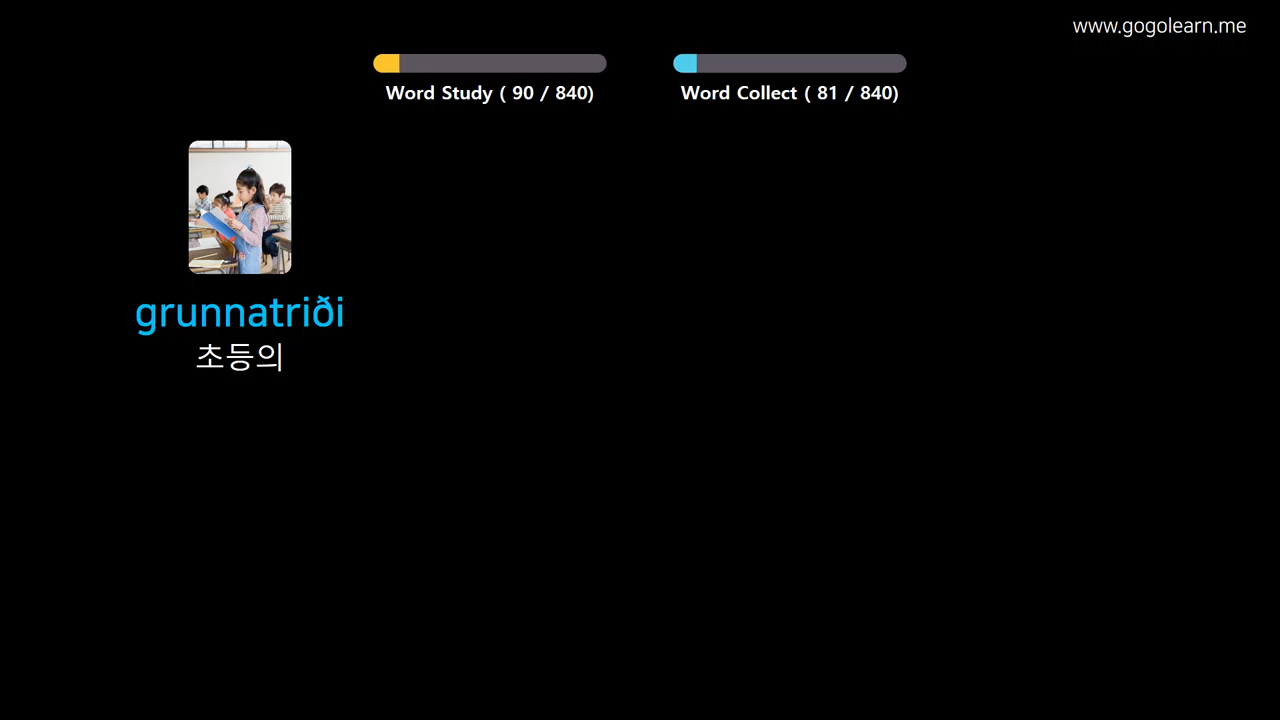 www.gogolearn.me
Word Study ( 90 / 840)
Word Collect ( 81 / 840)
grunnatriði
초등의